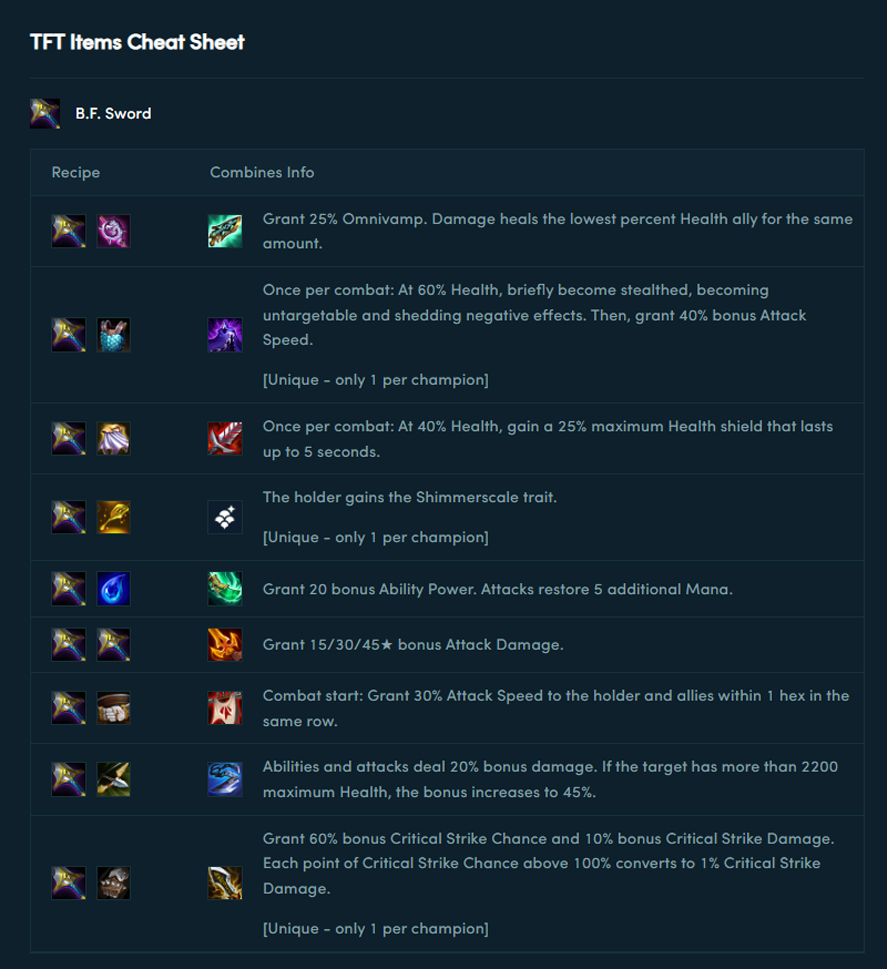 TFT Items Cheat Sheet
B.F. Sword
Recipe
Combines Info
Grant 25% Omnivamp. Damage heals the lowest percent Health ally for the same
amount.
Once per combat: At 60% Health, briefly become stealthed, becoming
untargetable and shedding negative effects. Then, grant 40% bonus Attack
Speed.
[Unique - only 1 per champion]
Once per combat: At 40% Health, gain a 25% maximum Health shield that lasts
up to 5 seconds.
The holder gains the Shimmerscale trait.
[Unique - only 1 per champion]
Grant 20 bonus Ability Power. Attacks restore 5 additional Mana.
Grant 15/30/45★ bonus Attack Damage.
Combat start: Grant 30% Attack Speed to the holder and allies within 1 hex in the
same row.
Abilities and attacks deal 20% bonus damage. If the target has more than 2200
maximum Health, the bonus increases to 45%.
Grant 60% bonus Critical Strike Chance and 10% bonus Critical Strike Damage.
Each point of Critical Strike Chance above 100% converts to 1% Critical Strike
Damage.
[Unique - only 1 per champion]